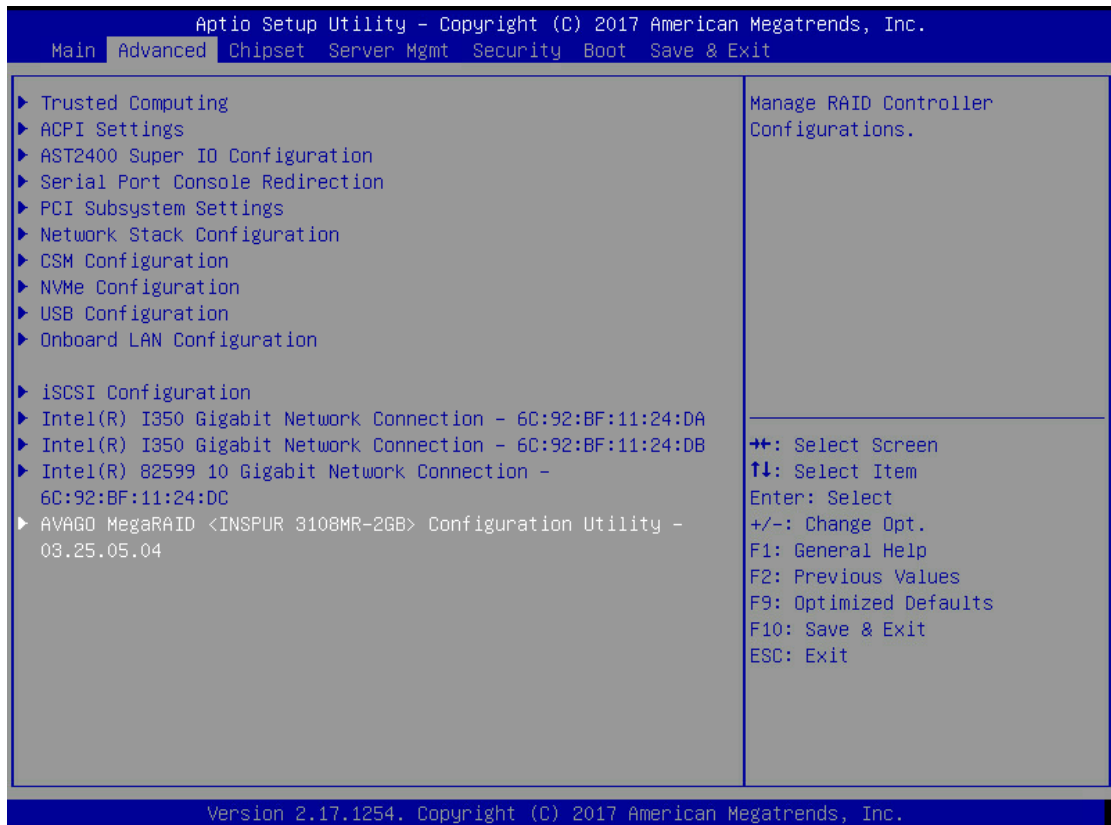 Aptio Setup Utility – Copyright (C) 2017 American Megatrends, Inc.
Main Advanced Chipset Server Mgmt Security Boot Save & Exit
▶ Trusted Computing
▶ ACPI Settings
▶ AST2400 Super IO Configuration
▶ Serial Port Console Redirection
▶ PCI Subsystem Settings
▶ Network Stack Configuration
▶ CSM Configuration
▶ NVMe Configuration
▶ USB Configuration
▶ Onboard LAN Configuration
▶ iSCSI Configuration
▶ Intel(R) I350 Gigabit Network Connection – 6C:92:BF:11:24:DA
▶ Intel(R) I350 Gigabit Network Connection – 6C:92:BF:11:24:DB
▶ Intel(R) 82599 10 Gigabit Network Connection –
6C:92:BF:11:24:DC
▶ AVAGO MegaRAID <INSPUR 3108MR-2GB> Configuration Utility –
03.25.05.04
Manage RAID Controller
Configurations.
→←: Select Screen
↑↓: Select Item
Enter: Select
+/-: Change Opt.
F1: General Help
F2: Previous Values
F9: Optimized Defaults
F10: Save & Exit
ESC: Exit
Version 2.17.1254. Copyright (C) 2017 American Megatrends, Inc.